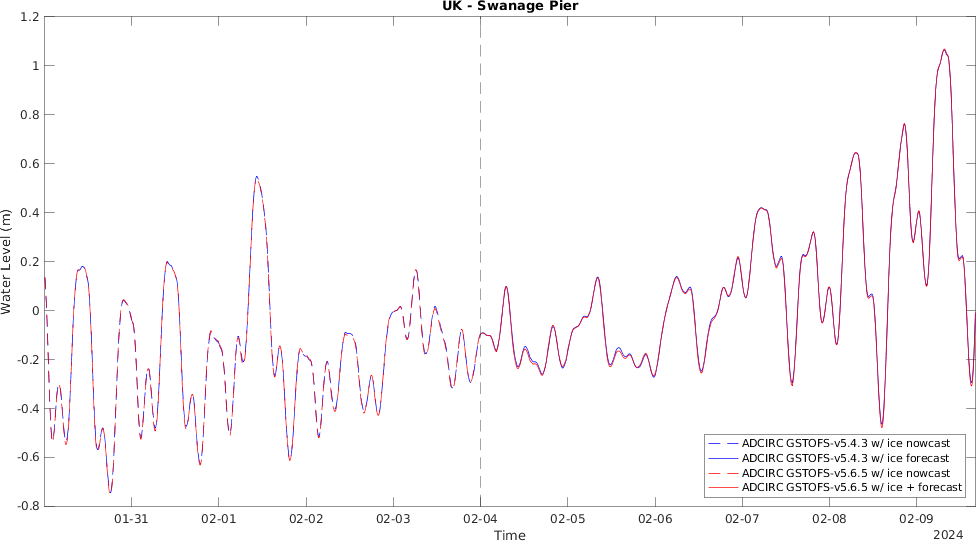 UK - Swanage Pier
1.2
1
0.8
0.6
0.4
0.2
0
-0.2
-0.4
-0.6
-0.8
Water Level (m)
ADCIRC GSTOFS-v5.4.3 w/ ice nowcast
ADCIRC GSTOFS-v5.4.3 w/ ice forecast
ADCIRC GSTOFS-v5.6.5 w/ ice nowcast
ADCIRC GSTOFS-v5.6.5 w/ ice + forecast
01-31 02-01 02-02 02-03 02-04 02-05 02-06 02-07 02-08 02-09
Time
2024